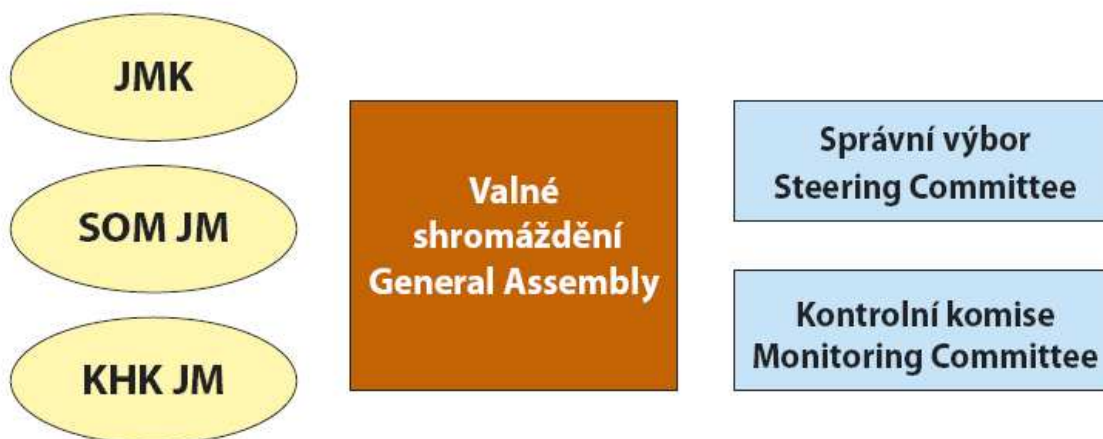 JMK
SOM JM
KHK JM
Valné
shromáždění
General Assembly
Správní výbor
Steering Committee
Kontrolní komise
Monitoring Committee